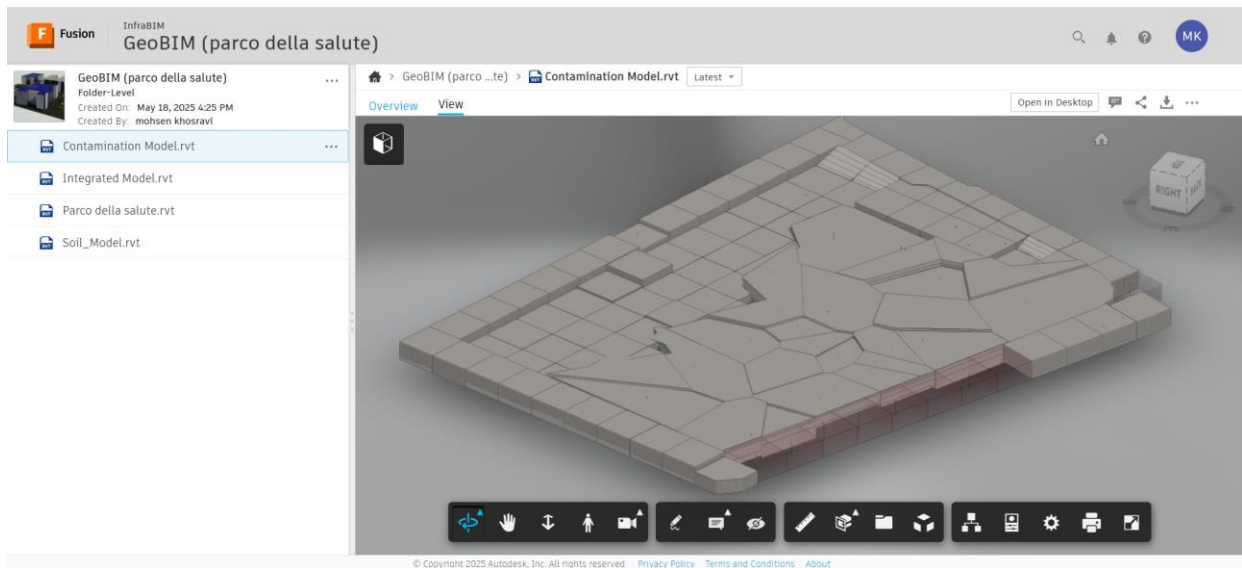 F Fusion
InfraBIM
GeoBIM (parco della salute)
MK
GeoBIM (parco della salute)
Folder-Level
Created On: May 18, 2025 4:25 PM
Created By: mohsen khosravi
Contamination Model.rvt
Integrated Model.rvt
Parco della salute.rvt
Soil_Model.rvt
> GeoBIM (parco ...te) > Contamination Model.rvt Latest
Overview View
Open in Desktop
RIGHT
© Copyright 2025 Autodesk, Inc. All rights reserved. Privacy Policy Terms and Conditions About